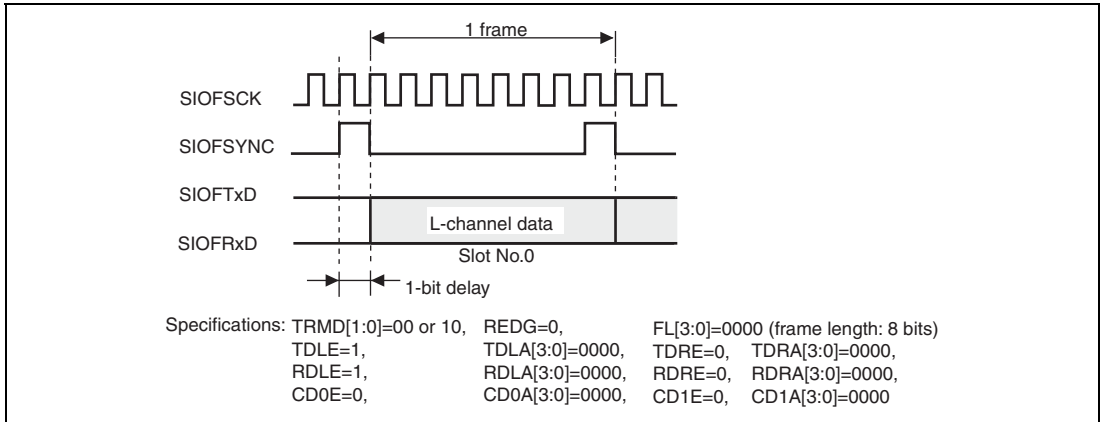 1 frame
SIOFSCK
SIOFSYNC
SIOFTxD
L-channel data
SIOFRxD
Slot No.0
1-bit delay
Specifications: TRMD[1:0]=00 or 10, REDG=0, FL[3:0]=0000 (frame length: 8 bits)
TDLE=1, TDLA[3:0]=0000, TDRE=0, TDRA[3:0]=0000,
RDLE=1, RDLA[3:0]=0000, RDRE=0, RDRA[3:0]=0000,
CD0E=0, CD0A[3:0]=0000, CD1E=0, CD1A[3:0]=0000